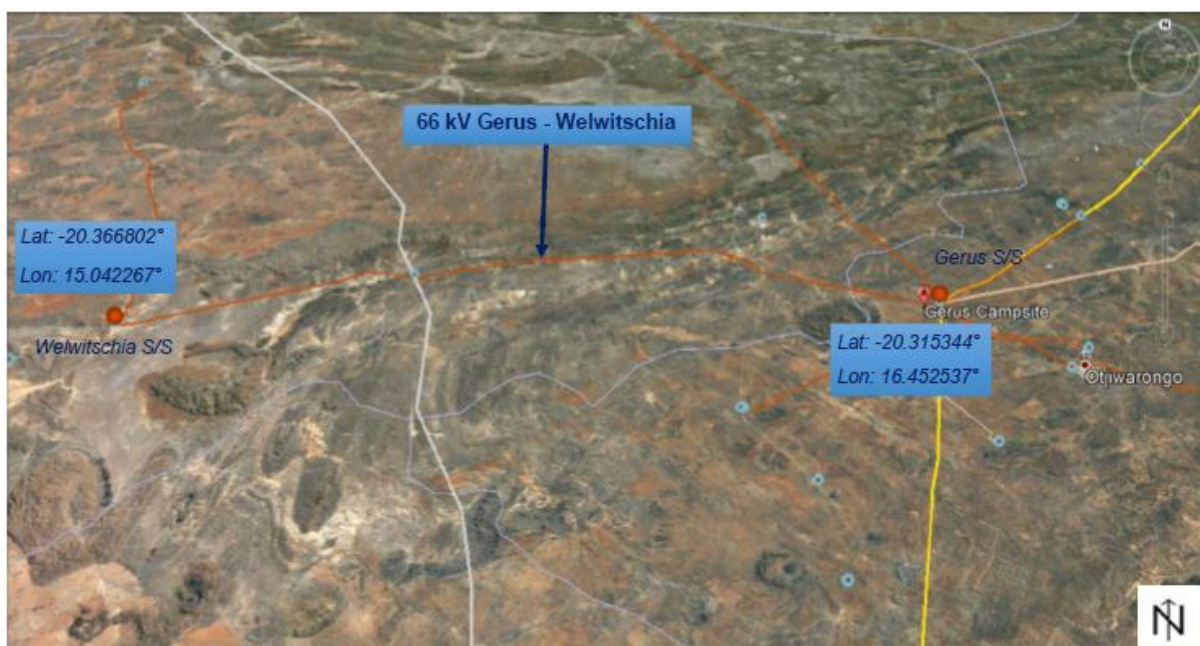 N
66 kV Gerus - Welwitschia
Lat: -20.366802°
Lon: 15.042267°
Gerus S/S
Gerus Campsite
Welwitschia S/S
Lat: -20.315344°
Lon: 16.452537°
Otjiwarongo
N